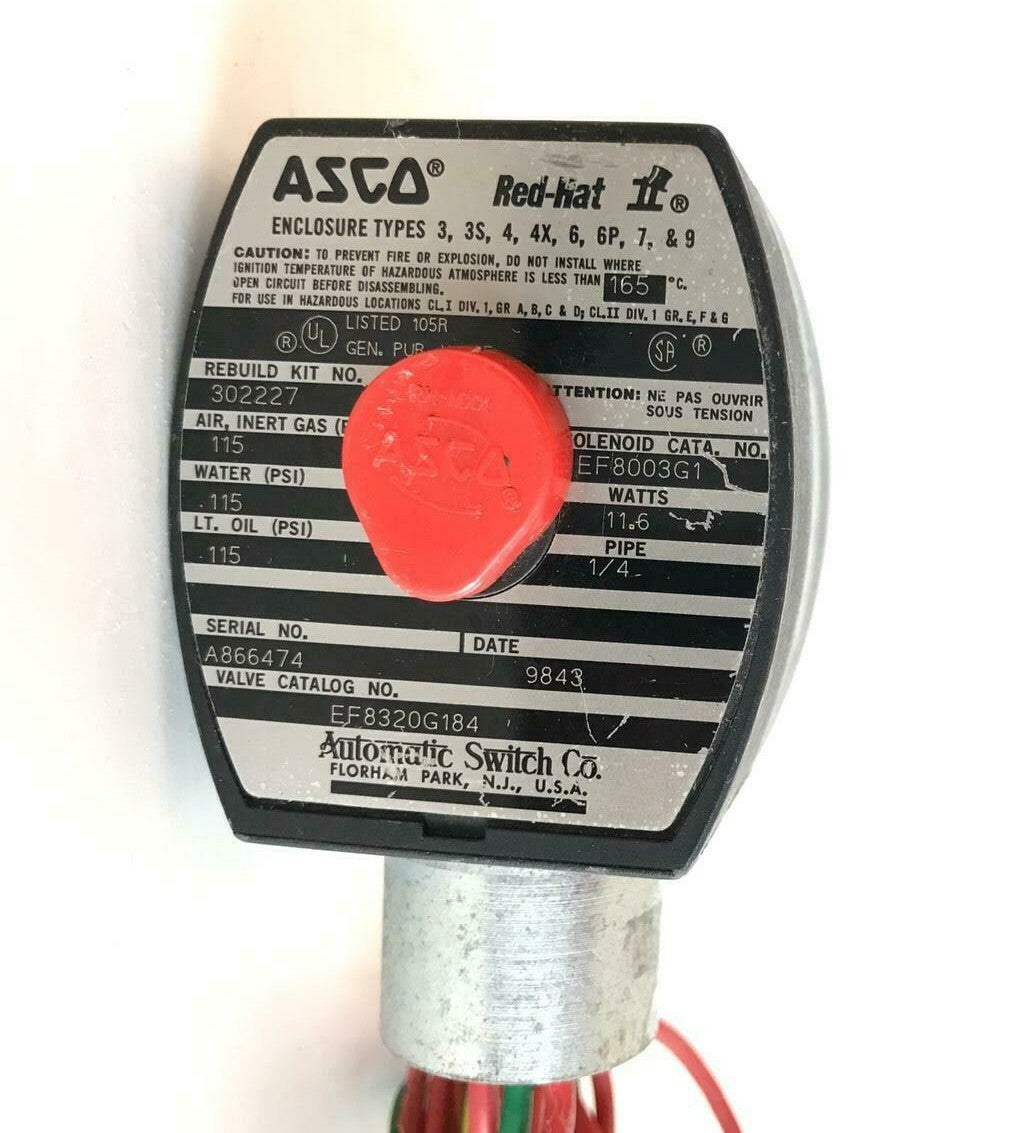 ASCO® Red-Hat II®
ENCLOSURE TYPES 3, 3S, 4, 4X, 6, 6P, 7, & 9
CAUTION: TO PREVENT FIRE OR EXPLOSION, DO NOT INSTALL WHERE
IGNITION TEMPERATURE OF HAZARDOUS ATMOSPHERE IS LESS THAN 165 °C.
OPEN CIRCUIT BEFORE DISASSEMBLING.
FOR USE IN HAZARDOUS LOCATIONS CL.I DIV. 1, GR A, B, C & D; CL.II DIV. 1 GR. E, F & G
® UL LISTED 105R SA ®
GEN. PUR.
REBUILD KIT NO.
302227
ATTENTION: NE PAS OUVRIR
SOUS TENSION
AIR, INERT GAS
115
SOLENOID CATA. NO.
EF8003G1
WATER (PSI)
115
WATTS
11.6
LT. OIL (PSI)
115
PIPE
1/4
ASCO®
SERIAL NO.
A866474
DATE
9843
VALVE CATALOG NO.
EF8320G184
Automatic Switch Co.
FLORHAM PARK, N.J., U.S.A.